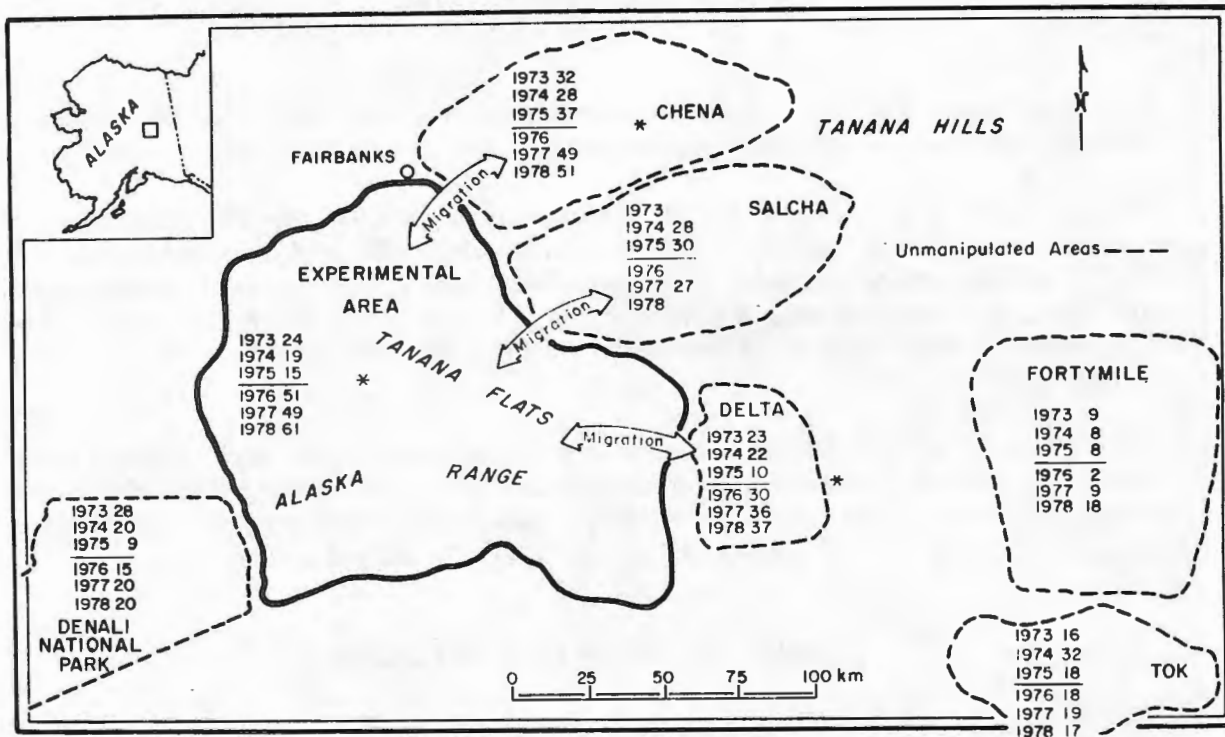 ALASKA
FAIRBANKS
1973 32
1974 28
1975 37
1976
1977 49
1978 51
* CHENA
TANANA HILLS
N
Migration
1973
1974 28
1975 30
1976
1977 27
1978
SALCHA
Unmanipulated Areas
EXPERIMENTAL
AREA
Migration
1973 24
1974 19
1975 15
1976 51
1977 49
1978 61
*
TANANA
FLATS
Migration
ALASKA
RANGE
DELTA
1973 23
1974 22
1975 10
1976 30
1977 36
1978 37
*
FORTYMILE
1973 9
1974 8
1975 8
1976 2
1977 9
1978 18
1973 28
1974 20
1975 9
1976 15
1977 20
1978 20
DENALI
NATIONAL
PARK
0 25 50 75 100 km
1973 16
1974 32
1975 18
1976 18
1977 19
1978 17
TOK